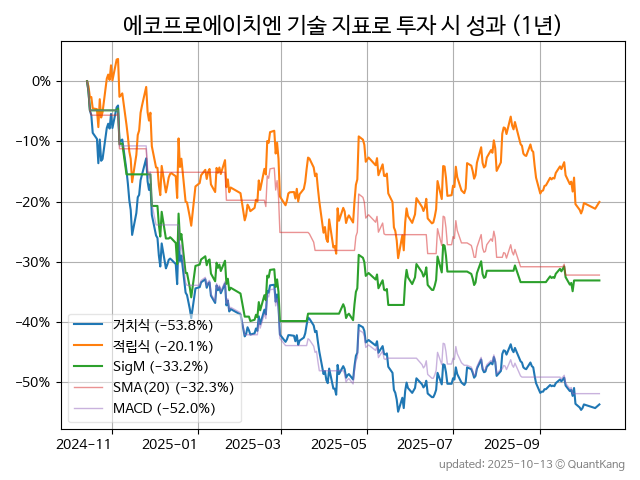 에코프로에이치엔 기술 지표로 투자 시 성과 (1년)
0%
−10%
−20%
−30%
−40%
−50%
거치식 (−53.8%)
적립식 (−20.1%)
SigM (−33.2%)
SMA(20) (−32.3%)
MACD (−52.0%)
2024-11 2025-01 2025-03 2025-05 2025-07 2025-09
updated: 2025-10-13 © QuantKang